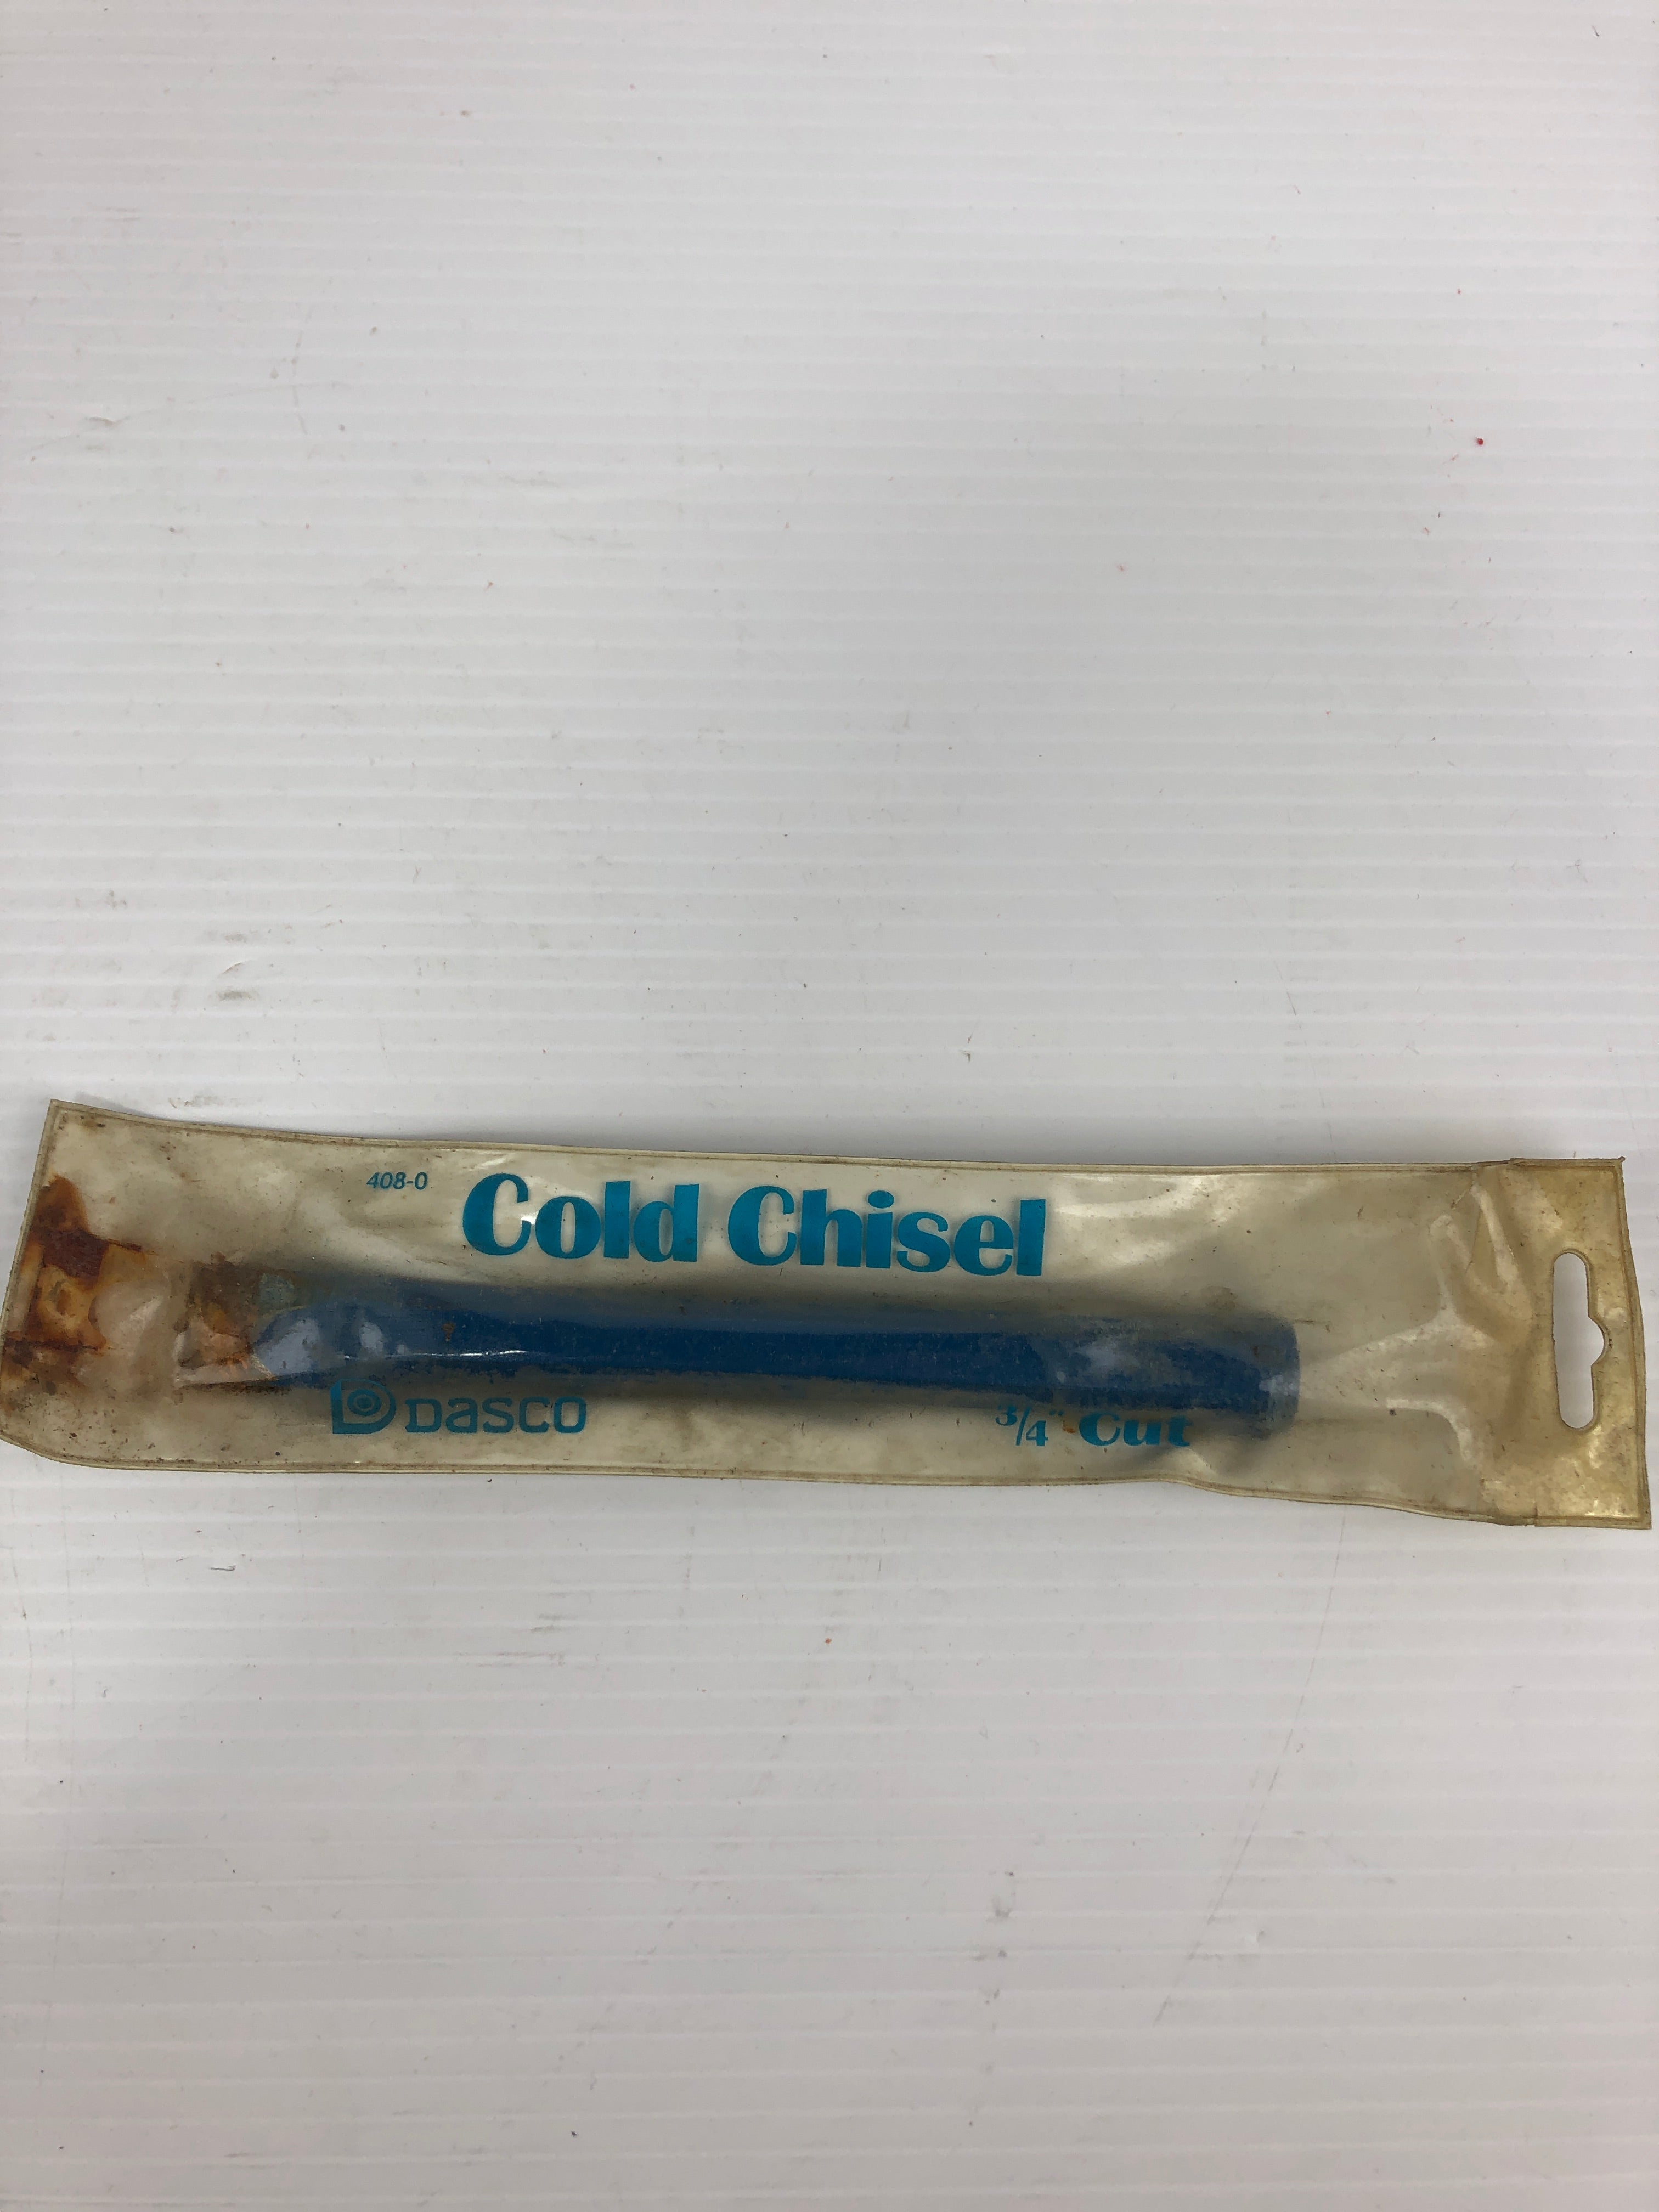 408-0
Cold Chisel
DASCO
3/4" Cut